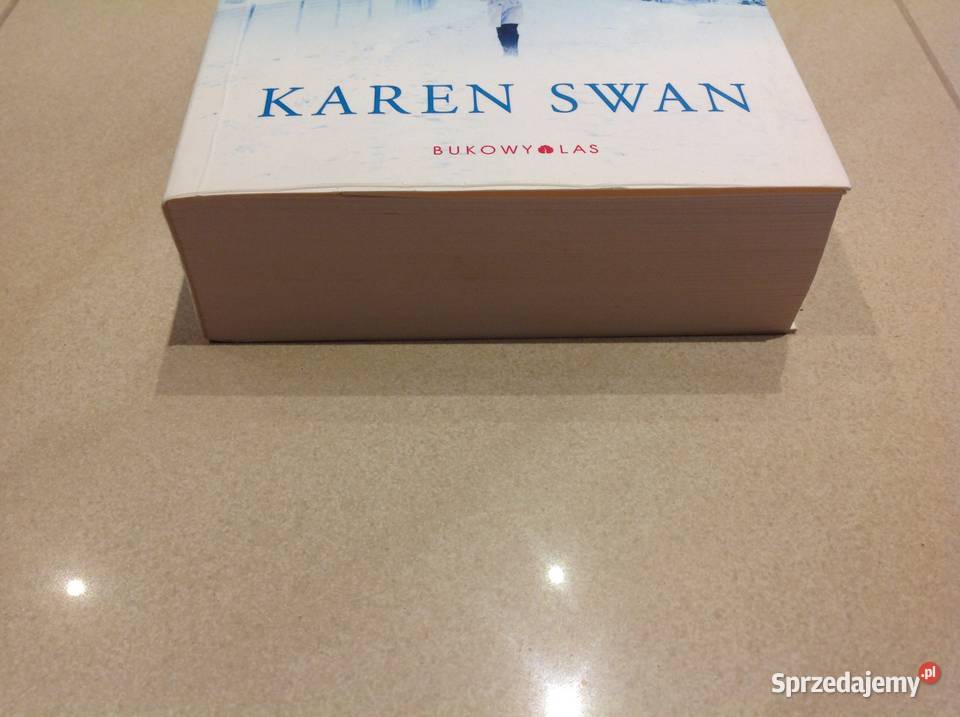 KAREN SWAN
BUKOWY LAS
Sprzedajemy.pl